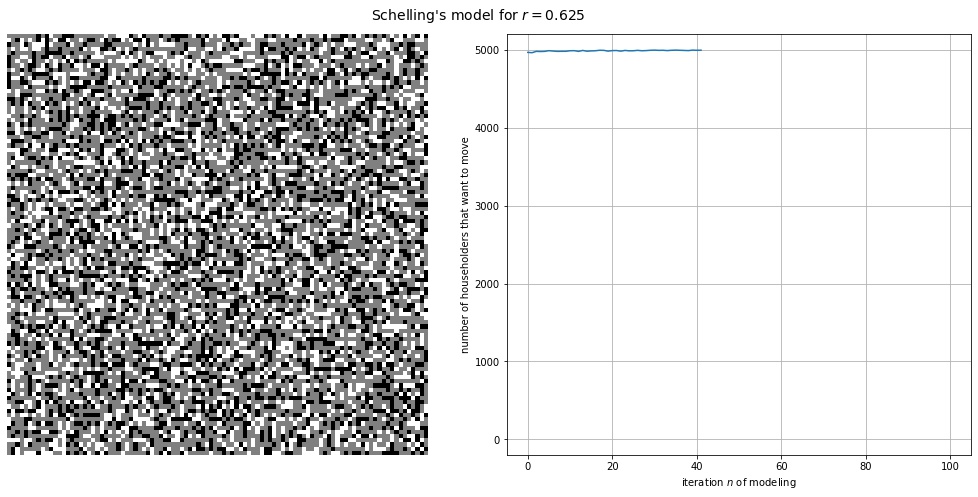 Schelling's model for r = 0.625
number of householders that want to move
5000
4000
3000
2000
1000
0
0 20 40 60 80 100
iteration n of modeling